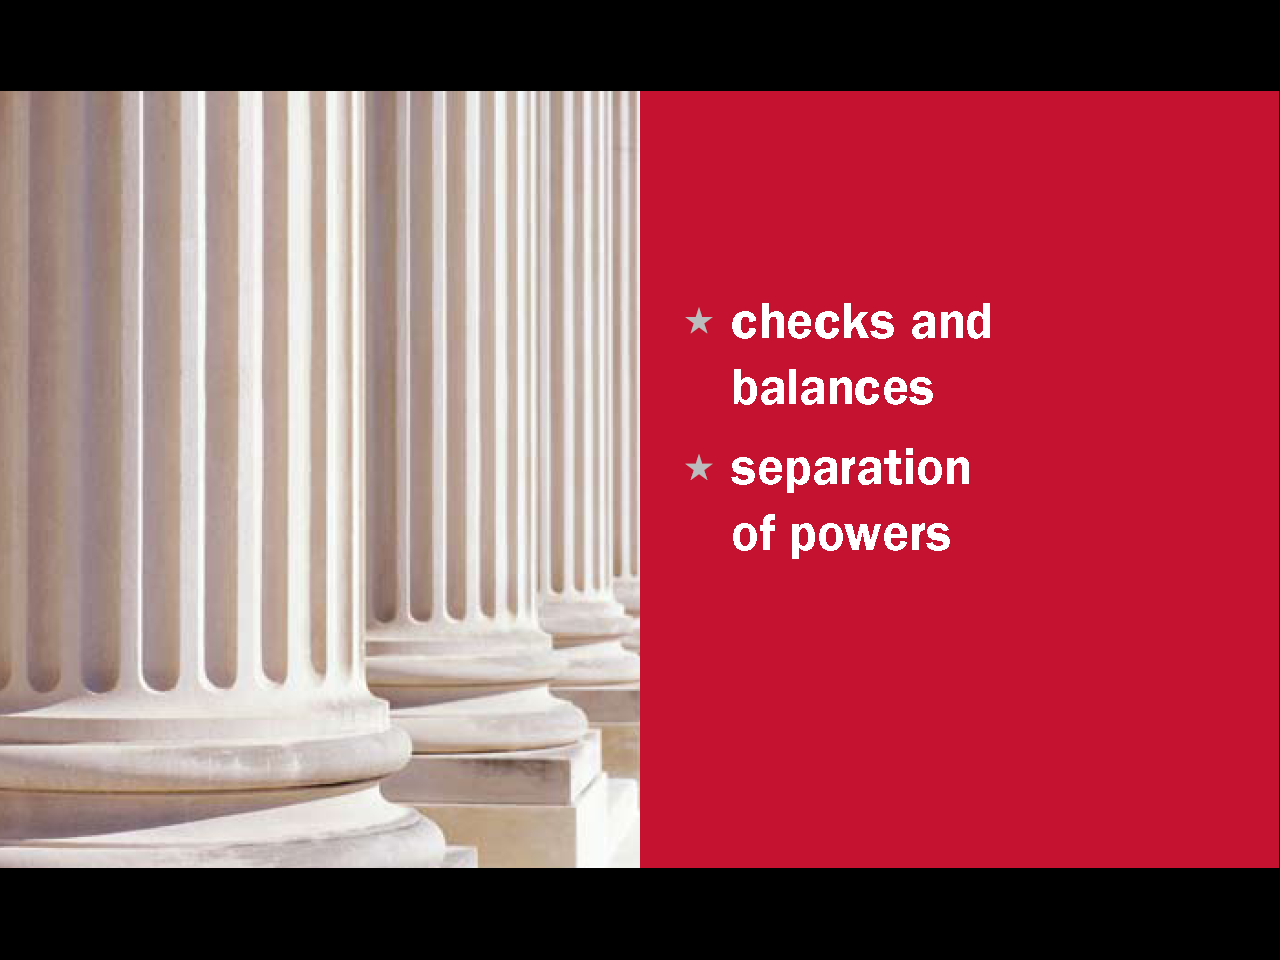 checks and
balances
separation
of powers